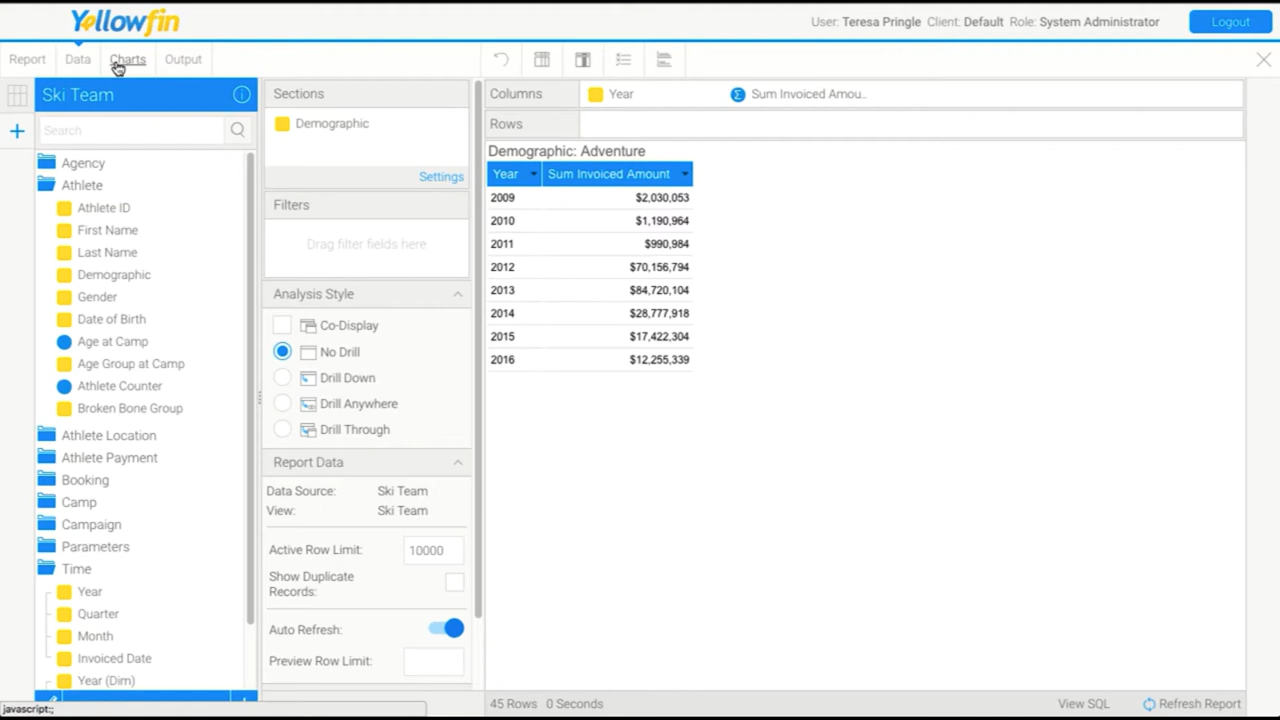 Yellowfin
User: Teresa Pringle Client: Default Role: System Administrator
Logout
Report Data Charts Output
Ski Team
Search
Agency
Athlete
Athlete ID
First Name
Last Name
Demographic
Gender
Date of Birth
Age at Camp
Age Group at Camp
Athlete Counter
Broken Bone Group
Athlete Location
Athlete Payment
Booking
Camp
Campaign
Parameters
Time
Year
Quarter
Month
Invoiced Date
Year (Dim)
javascript:;
Sections
Demographic
Settings
Filters
Drag filter fields here
Analysis Style
Co-Display
No Drill
Drill Down
Drill Anywhere
Drill Through
Report Data
Data Source: Ski Team
View: Ski Team
Active Row Limit: 10000
Show Duplicate
Records:
Auto Refresh:
Preview Row Limit:
Columns Year Sum Invoiced Amou..
Rows
Demographic: Adventure
Year Sum Invoiced Amount
2009 $2,030,053
2010 $1,190,964
2011 $990,984
2012 $70,156,794
2013 $84,720,104
2014 $28,777,918
2015 $17,422,304
2016 $12,255,339
45 Rows 0 Seconds
View SQL Refresh Report